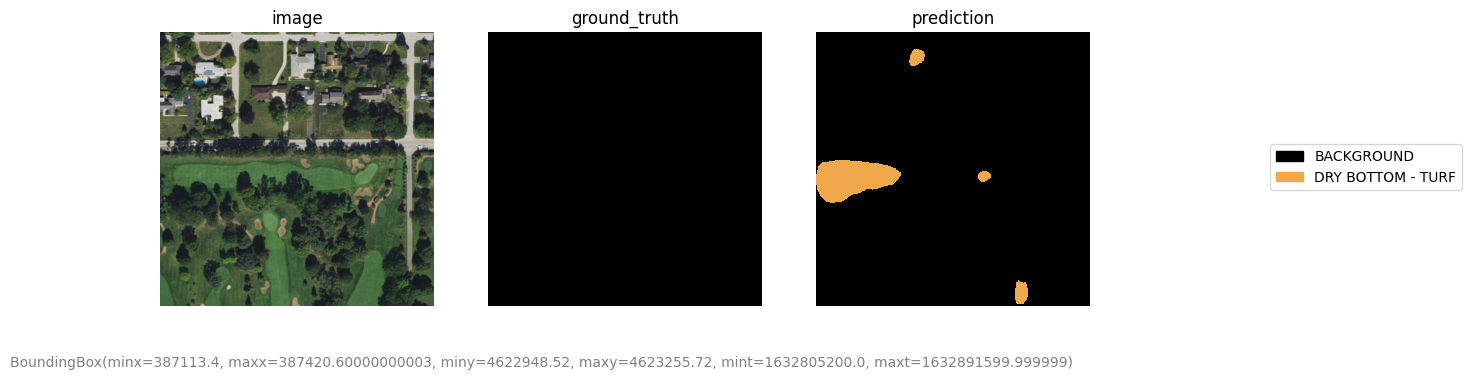 image
ground_truth
prediction
BACKGROUND
DRY BOTTOM - TURF
BoundingBox(minx=387113.4, maxx=387420.60000000003, miny=4622948.52, maxy=4623255.72, mint=1632805200.0, maxt=1632891599.999999)